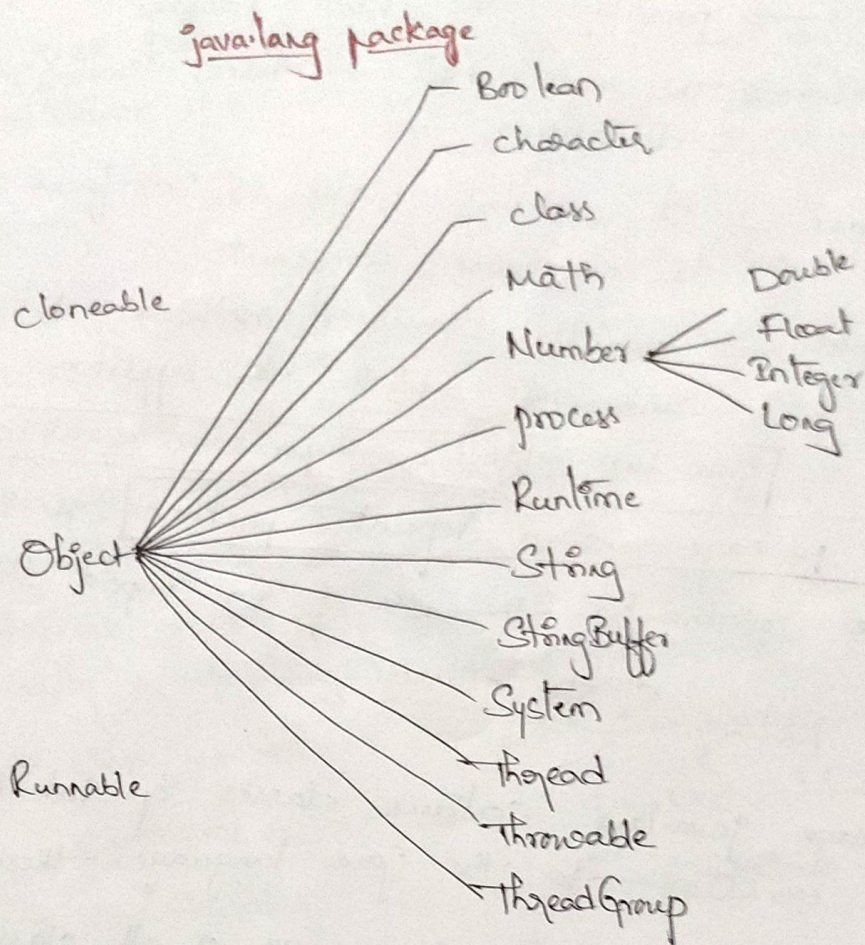 java.lang package
Boolean
character
class
Math
Cloneable
Number
Double
Float
Integer
Long
process
Runtime
Object
String
StringBuffer
System
Runnable
Thread
Throwable
ThreadGroup